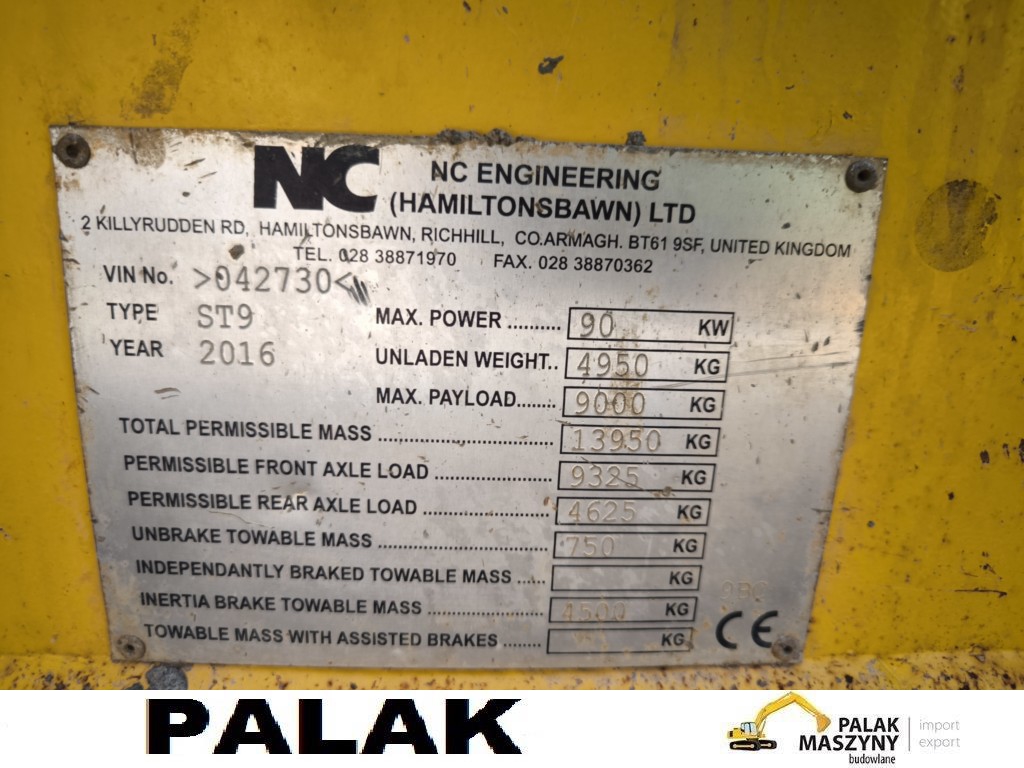 NC
NC ENGINEERING
(HAMILTONSBAWN) LTD
2 KILLYRUDDEN RD, HAMILTONSBAWN, RICHHILL, CO.ARMAGH. BT61 9SF, UNITED KINGDOM
TEL. 028 38871970 FAX. 028 38870362
VIN No. >042730<
TYPE ST9
YEAR 2016
MAX. POWER .......... 90 KW
UNLADEN WEIGHT.. 4950 KG
MAX. PAYLOAD....... 9000 KG
TOTAL PERMISSIBLE MASS ................................ 13950 KG
PERMISSIBLE FRONT AXLE LOAD ..................... 9325 KG
PERMISSIBLE REAR AXLE LOAD ....................... 4625 KG
UNBRAKE TOWABLE MASS ............................... 750 KG
INDEPENDANTLY BRAKED TOWABLE MASS ...... KG
INERTIA BRAKE TOWABLE MASS ...................... 4500 KG
TOWABLE MASS WITH ASSISTED BRAKES ........ KG
CE
PALAK
PALAK
MASZYNY
budowlane
import
export